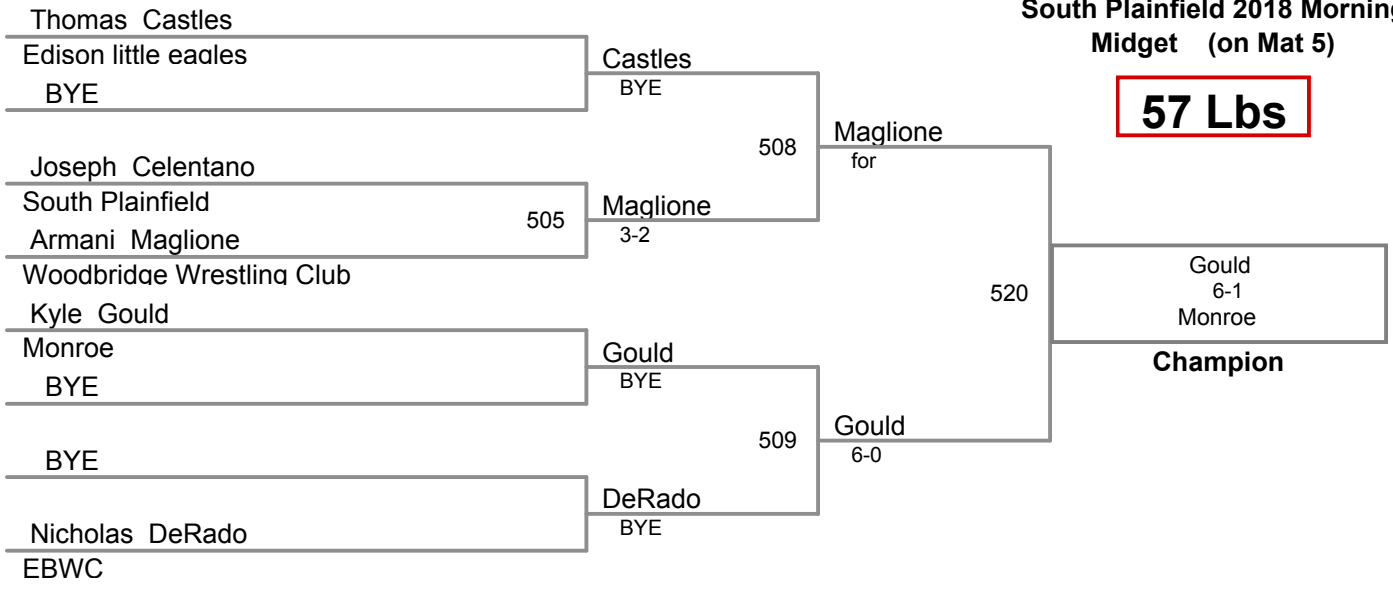 South Plainfield 2018 Morning
Midget (on Mat 5)
57 Lbs
Thomas Castles
Edison little eagles
BYE
Joseph Celentano
South Plainfield
505
Armani Maglione
Woodbridge Wrestling Club
Kyle Gould
Monroe
BYE
BYE
Nicholas DeRado
EBWC
Castles
BYE
508
Maglione
3-2
Gould
BYE
509
DeRado
BYE
Maglione
for
520
Gould
6-0
Gould
6-1
Monroe
Champion